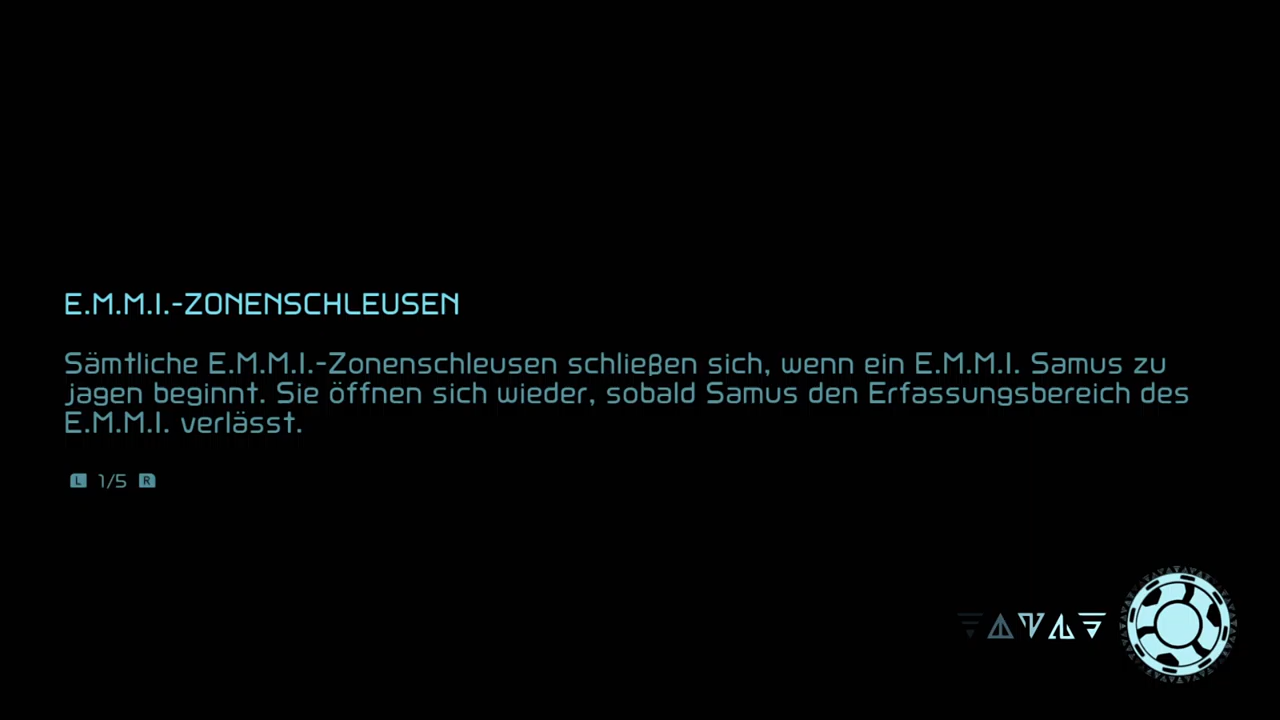 E.M.M.I.-ZONENSCHLEUSEN
Sämtliche E.M.M.I.-Zonenschleusen schließen sich, wenn ein E.M.M.I. Samus zu
jagen beginnt. Sie öffnen sich wieder, sobald Samus den Erfassungsbereich des
E.M.M.I. verlässt.
L 1/5 R